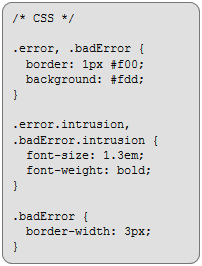 /* CSS */

.error, .badError {
  border: 1px #f00;
  background: #fdd;
}

.error.intrusion,
.badError.intrusion {
  font-size: 1.3em;
  font-weight: bold;
}

.badError {
  border-width: 3px;
}